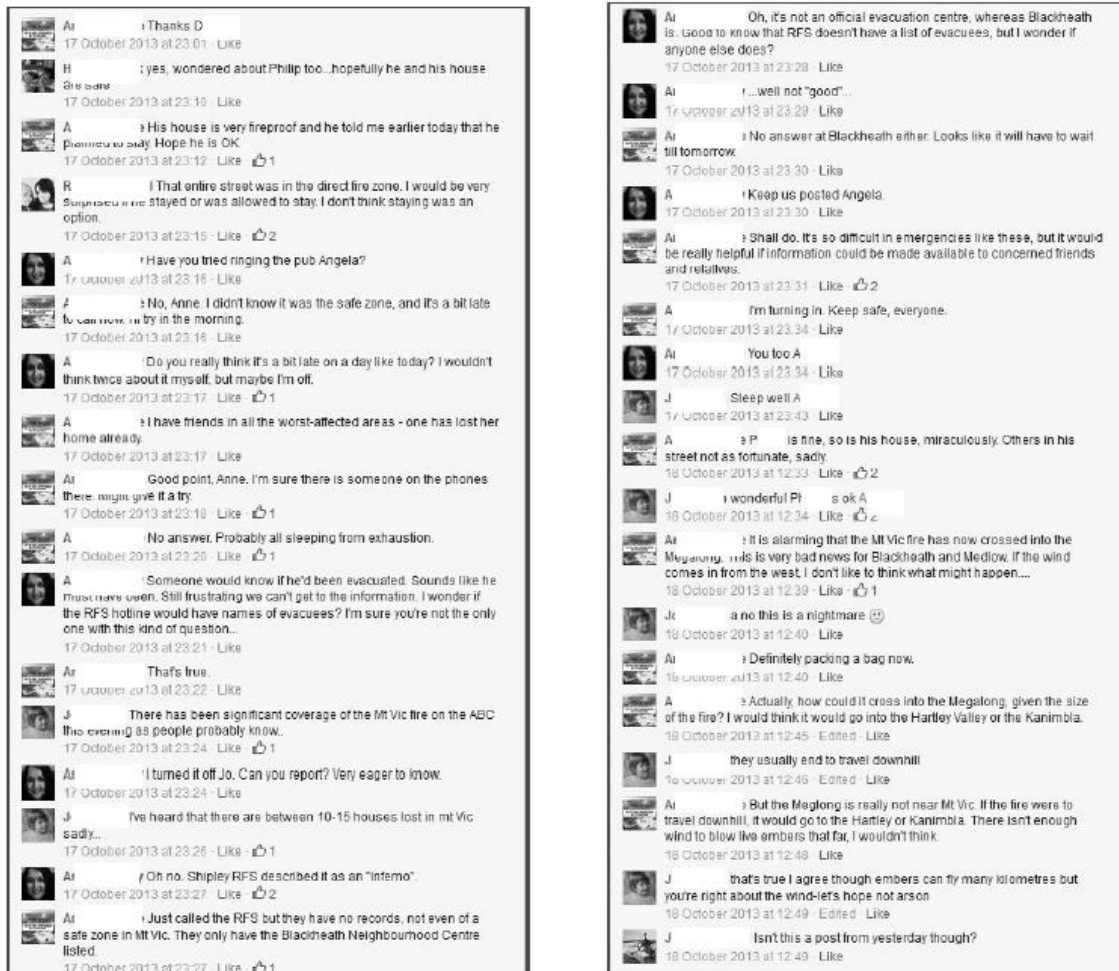 Thanks D
17 October 2013 at 23:01 · Like
yes, wondered about Philip too...hopefully he and his house
are safe
17 October 2013 at 23:10 · Like
His house is very fireproof and he told me earlier today that he
planned to stay. Hope he is OK.
17 October 2013 at 23:12 · Like · 1
R That entire street was in the direct fire zone. I would be very
surprised if he stayed or was allowed to stay. I don't think staying was an
option.
17 October 2013 at 23:15 · Like · 2
A Have you tried ringing the pub Angela?
17 October 2013 at 23:16 · Like
No, Anne. I didn't know it was the safe zone, and it's a bit late
to call now. I'll try in the morning.
17 October 2013 at 23:16 · Like
A Do you really think it's a bit late on a day like today? I wouldn't
think twice about it myself, but maybe I'm off.
17 October 2013 at 23:17 · Like · 1
A I have friends in all the worst-affected areas - one has lost her
home already.
17 October 2013 at 23:17 · Like
Good point, Anne. I'm sure there is someone on the phones
there. Might give it a try.
17 October 2013 at 23:18 · Like · 1
A No answer. Probably all sleeping from exhaustion.
17 October 2013 at 23:20 · Like · 1
A Someone would know if he'd been evacuated. Sounds like he
must have been. Still frustrating we can't get to the information. I wonder if
the RFS hotline would have names of evacuees? I'm sure you're not the only
one with this kind of question...
17 October 2013 at 23:21 · Like
That's true.
17 October 2013 at 23:22 · Like
There has been significant coverage of the Mt Vic fire on the ABC
this evening as people probably know..
17 October 2013 at 23:24 · Like · 1
I turned it off Jo. Can you report? Very eager to know.
17 October 2013 at 23:24 · Like
I've heard that there are between 10-15 houses lost in mt Vic
sadly...
17 October 2013 at 23:26 · Like · 1
Oh no. Shipley RFS described it as an "inferno".
17 October 2013 at 23:27 · Like · 2
Just called the RFS but they have no records, not even of a
safe zone in Mt Vic. They only have the Blackheath Neighbourhood Centre
listed.
17 October 2013 at 23:27 · Like · 1
Oh, it's not an official evacuation centre, whereas Blackheath
is. Good to know that RFS doesn't have a list of evacuees, but I wonder if
anyone else does?
17 October 2013 at 23:28 · Like
...well not "good"...
17 October 2013 at 23:29 · Like
No answer at Blackheath either. Looks like it will have to wait
till tomorrow.
17 October 2013 at 23:30 · Like
A Keep us posted Angela.
17 October 2013 at 23:30 · Like
Shall do. It's so difficult in emergencies like these, but it would
be really helpful if information could be made available to concerned friends
and relatives.
17 October 2013 at 23:31 · Like · 2
A I'm turning in. Keep safe, everyone.
17 October 2013 at 23:34 · Like
You too A
17 October 2013 at 23:34 · Like
J Sleep well A
17 October 2013 at 23:43 · Like
A P is fine, so is his house, miraculously. Others in his
street not as fortunate, sadly.
18 October 2013 at 12:33 · Like · 2
J wonderful Ph s ok A
18 October 2013 at 12:34 · Like
It is alarming that the Mt Vic fire has now crossed into the
Megalong. This is very bad news for Blackheath and Medlow. If the wind
comes in from the west, I don't like to think what might happen....
18 October 2013 at 12:39 · Like · 1
a no this is a nightmare
18 October 2013 at 12:40 · Like
Definitely packing a bag now.
18 October 2013 at 12:40 · Like
A Actually, how could it cross into the Megalong, given the size
of the fire? I would think it would go into the Hartley Valley or the Kanimbla.
18 October 2013 at 12:45 · Edited · Like
J they usually end to travel downhill
18 October 2013 at 12:46 · Edited · Like
But the Meglong is really not near Mt Vic. If the fire were to
travel downhill, it would go to the Hartley or Kanimbla. There isn't enough
wind to blow live embers that far, I wouldn't think.
18 October 2013 at 12:48 · Like
J that's true I agree though embers can fly many kilometres but
you're right about the wind-let's hope not arson
18 October 2013 at 12:49 · Edited · Like
J Isn't this a post from yesterday though?
18 October 2013 at 12:49 · Like